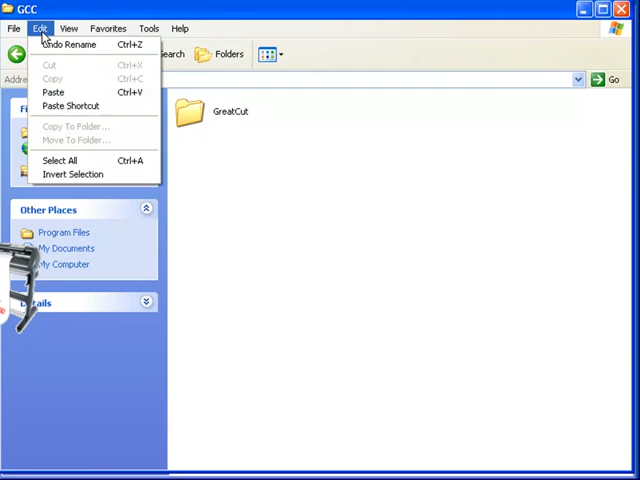 GCC
File Edit View Favorites Tools Help
Undo Rename Ctrl+Z
Search Folders
Cut Ctrl+X
Copy Ctrl+C
Addre
Go
Paste Ctrl+V
Paste Shortcut
GreatCut
Copy To Folder...
Move To Folder...
Select All Ctrl+A
Invert Selection
Other Places
Program Files
My Documents
My Computer
Details